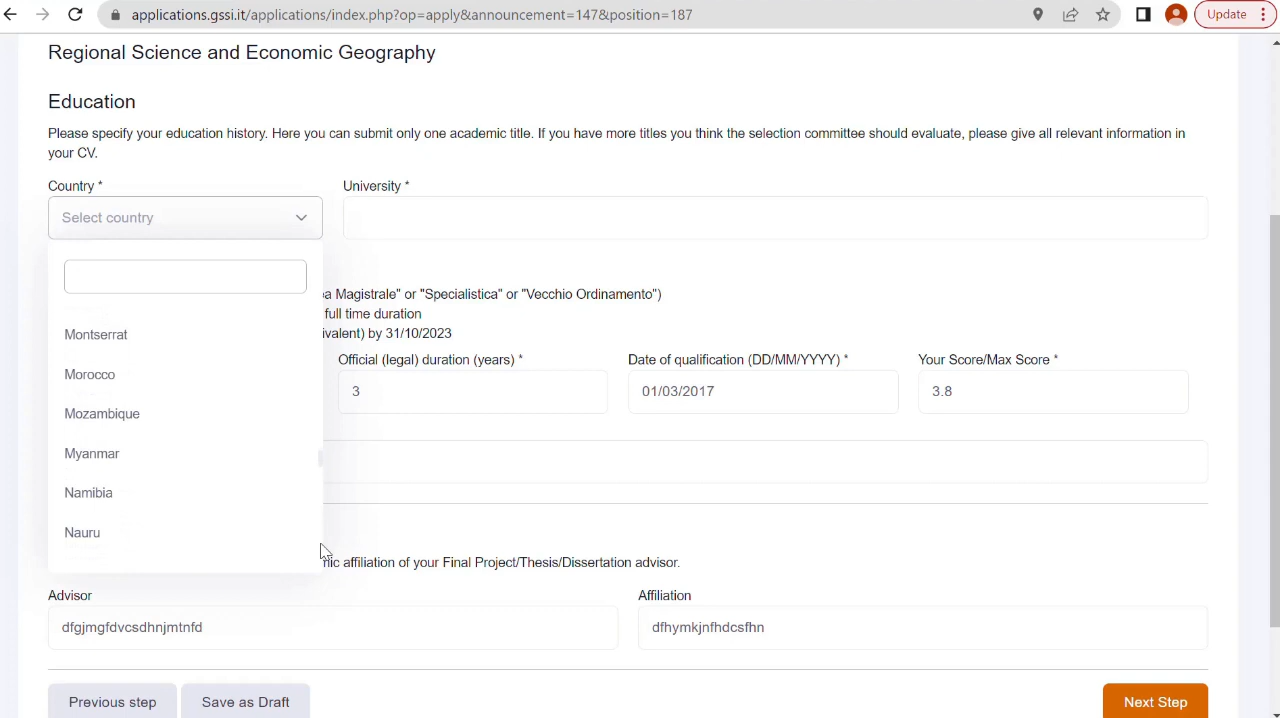 applications.gssi.it/applications/index.php?op=apply&announcement=147&position=187
Update
Regional Science and Economic Geography
Education
Please specify your education history. Here you can submit only one academic title. If you have more titles you think the selection committee should evaluate, please give all relevant information in
your CV.
Country *
University *
Select country
a Magistrale" or "Specialistica" or "Vecchio Ordinamento")
full time duration
ivalent) by 31/10/2023
Montserrat
Morocco
Mozambique
Myanmar
Namibia
Nauru
Official (legal) duration (years) *
Date of qualification (DD/MM/YYYY) *
Your Score/Max Score *
3
01/03/2017
3.8
mic affiliation of your Final Project/Thesis/Dissertation advisor.
Advisor
Affiliation
dfgjmgfdvcsdhnjmtnfd
dfhymkjnfhdcsfhn
Previous step
Save as Draft
Next Step